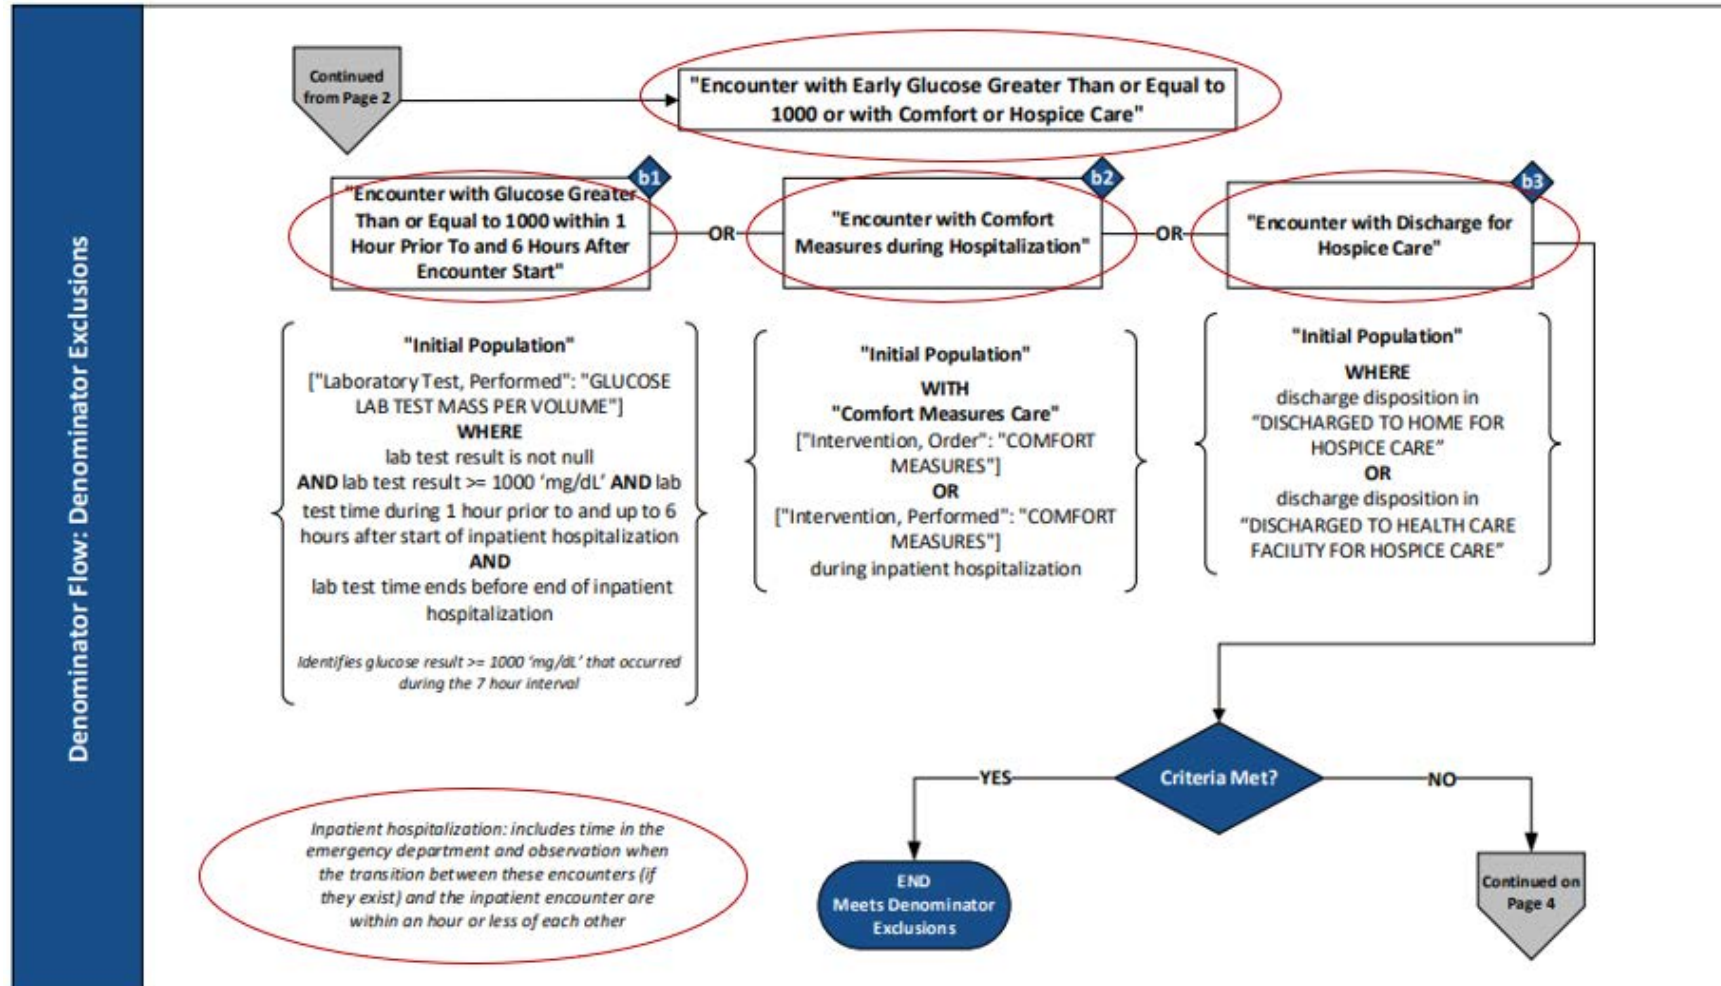 Denominator Flow: Denominator Exclusions
Continued
from Page 2
"Encounter with Early Glucose Greater Than or Equal to
1000 or with Comfort or Hospice Care"
b1
"Encounter with Glucose Greater
Than or Equal to 1000 within 1
Hour Prior To and 6 Hours After
Encounter Start"
OR
b2
"Encounter with Comfort
Measures during Hospitalization"
OR
b3
"Encounter with Discharge for
Hospice Care"
"Initial Population"
["Laboratory Test, Performed": "GLUCOSE
LAB TEST MASS PER VOLUME"]
WHERE
lab test result is not null
AND lab test result >= 1000 ‘mg/dL’ AND lab
test time during 1 hour prior to and up to 6
hours after start of inpatient hospitalization
AND
lab test time ends before end of inpatient
hospitalization
Identifies glucose result >= 1000 ‘mg/dL’ that occurred
during the 7 hour interval
"Initial Population"
WITH
"Comfort Measures Care"
["Intervention, Order": "COMFORT
MEASURES"]
OR
["Intervention, Performed": "COMFORT
MEASURES"]
during inpatient hospitalization
"Initial Population"
WHERE
discharge disposition in
“DISCHARGED TO HOME FOR
HOSPICE CARE”
OR
discharge disposition in
“DISCHARGED TO HEALTH CARE
FACILITY FOR HOSPICE CARE”
Criteria Met?
YES
NO
Inpatient hospitalization: includes time in the
emergency department and observation when
the transition between these encounters (if
they exist) and the inpatient encounter are
within an hour or less of each other
END
Meets Denominator
Exclusions
Continued on
Page 4